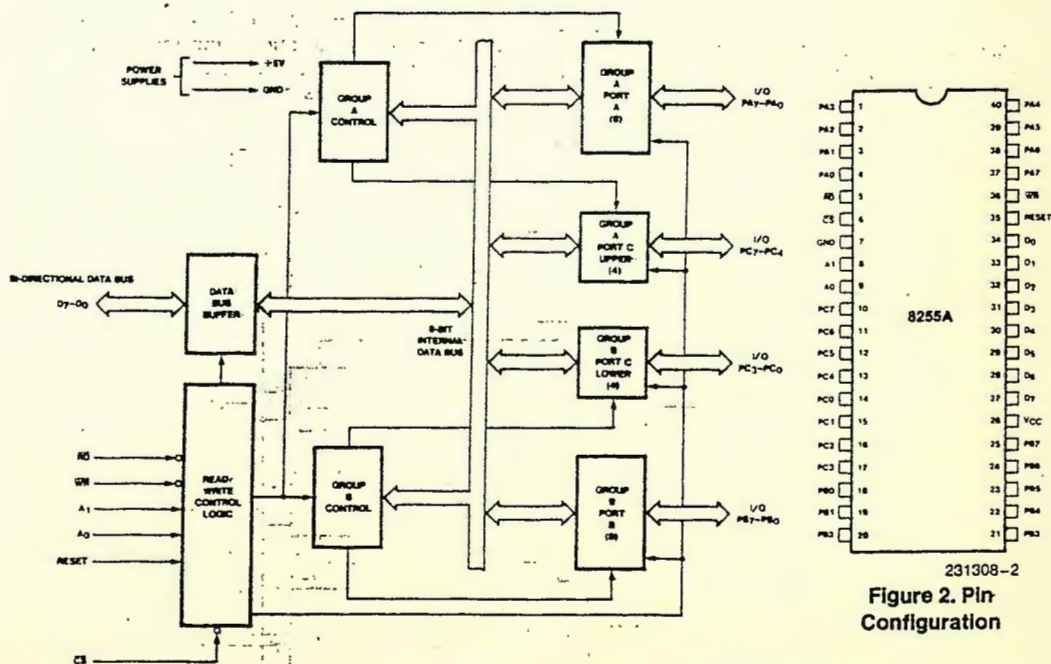 POWER
SUPPLIES
+5V
GND
GROUP
A
CONTROL
GROUP
A
PORT
A
(8)
I/O
PA7-PA0
GROUP
A
PORT C
UPPER
(4)
I/O
PC7-PC4
BI-DIRECTIONAL DATA BUS
D7-D0
DATA
BUS
BUFFER
8-BIT
INTERNAL
DATA BUS
GROUP
B
PORT C
LOWER
(4)
I/O
PC3-PC0
RD
WR
A1
A0
RESET
CS
READ
WRITE
CONTROL
LOGIC
GROUP
B
CONTROL
GROUP
B
PORT
B
(8)
I/O
PB7-PB0
PA3 1 40 PA4
PA2 2 39 PA5
PA1 3 38 PA6
PA0 4 37 PA7
RD 5 36 WR
CS 6 35 RESET
GND 7 34 D0
A1 8 33 D1
A0 9 32 D2
PC7 10 31 D3
PC6 11 30 D4
PC5 12 29 D5
PC4 13 28 D6
PC0 14 27 D7
PC1 15 26 VCC
PC2 16 25 PB7
PC3 17 24 PB6
PB0 18 23 PB5
PB1 19 22 PB4
PB2 20 21 PB3
8255A
231308-2
Figure 2. Pin
Configuration